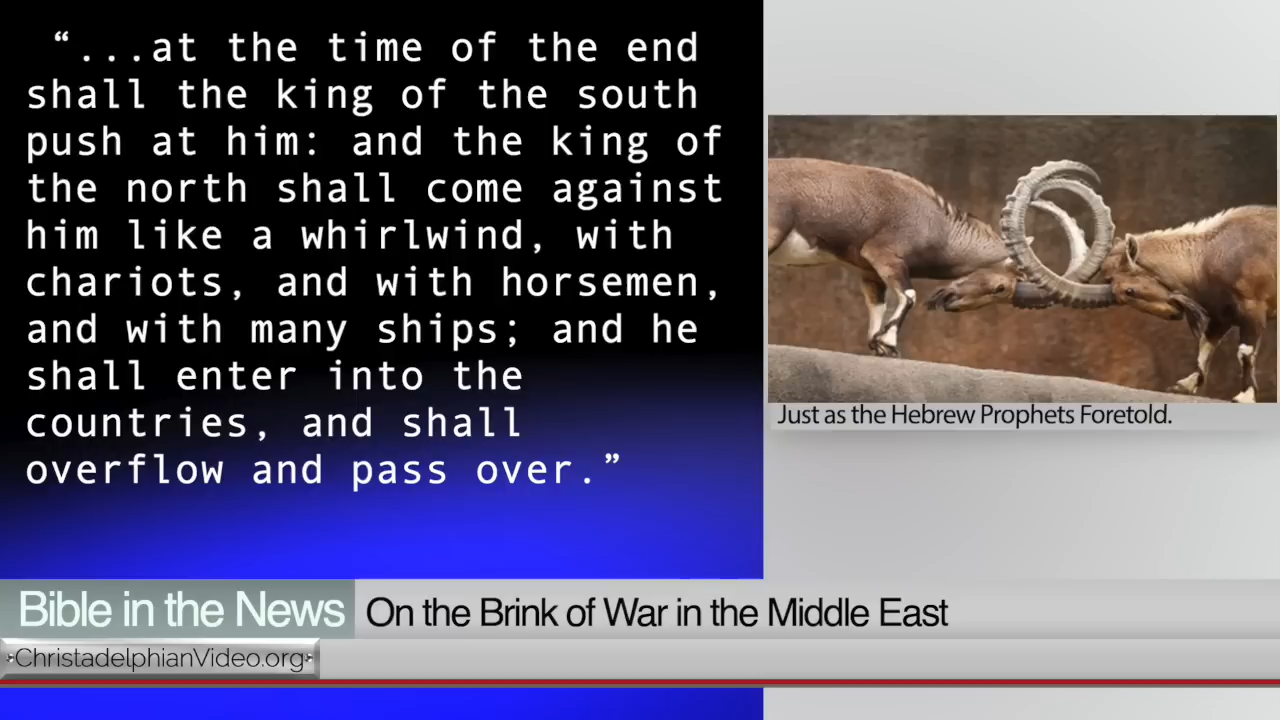 “...at the time of the end
shall the king of the south
push at him: and the king of
the north shall come against
him like a whirlwind, with
chariots, and with horsemen,
and with many ships; and he
shall enter into the
countries, and shall
overflow and pass over.”
Just as the Hebrew Prophets Foretold.
Bible in the News
On the Brink of War in the Middle East
ChristadelphianVideo.org